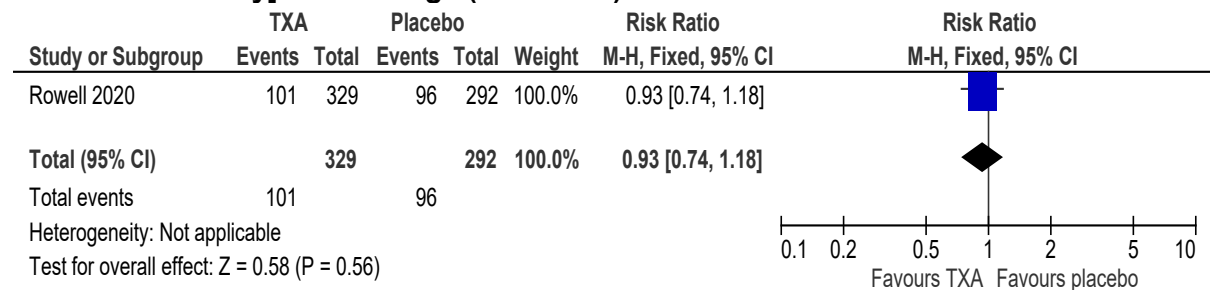 TXA Placebo Risk Ratio Risk Ratio
Study or Subgroup Events Total Events Total Weight M-H, Fixed, 95% CI M-H, Fixed, 95% CI
Rowell 2020 101 329 96 292 100.0% 0.93 [0.74, 1.18]
Total (95% CI) 329 292 100.0% 0.93 [0.74, 1.18]
Total events 101 96
Heterogeneity: Not applicable
Test for overall effect: Z = 0.58 (P = 0.56)
0.1 0.2 0.5 1 2 5 10
Favours TXA Favours placebo